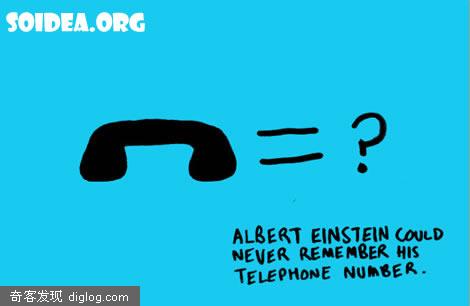 SOIDEA.ORG
= ?
ALBERT EINSTEIN COULD
NEVER REMEMBER HIS
TELEPHONE NUMBER.
奇客发现 diglog.com